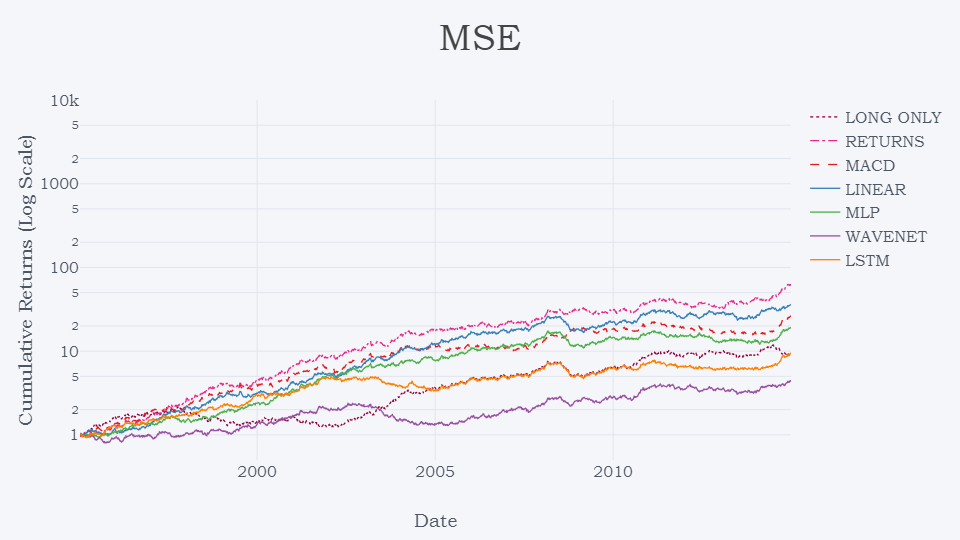 MSE
Cumulative Returns (Log Scale)
10k
5
2
1000
5
2
100
5
2
10
5
2
1
2000
2005
2010
Date
LONG ONLY
RETURNS
MACD
LINEAR
MLP
WAVENET
LSTM